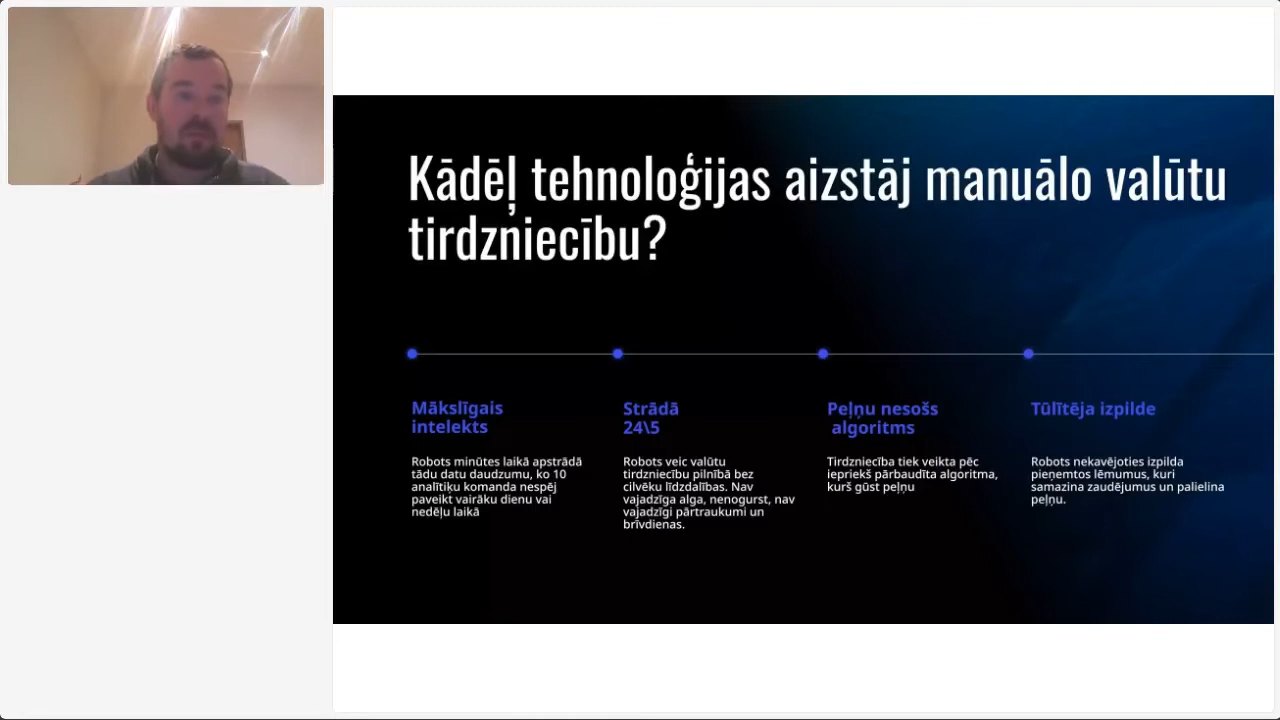 Kādēļ tehnoloģijas aizstāj manuālo valūtu
tirdzniecību?
Mākslīgais
intelekts
Robots minūtes laikā apstrādā
tādu datu daudzumu, ko 10
analītiķu komanda nespēj
paveikt vairāku dienu vai
nedēļu laikā
Strādā
24\5
Robots veic valūtu
tirdzniecību pilnībā bez
cilvēku līdzdalības. Nav
vajadzīga alga, nenogurst, nav
vajadzīgi pārtraukumi un
brīvdienas.
Peļņu nesošs
algoritms
Tirdzniecība tiek veikta pēc
iepriekš pārbaudīta algoritma,
kurš gūst peļņu
Tūlītēja izpilde
Robots nekavējoties izpilda
pieņemtos lēmumus, kuri
samazina zaudējumus un palielina
peļņu.